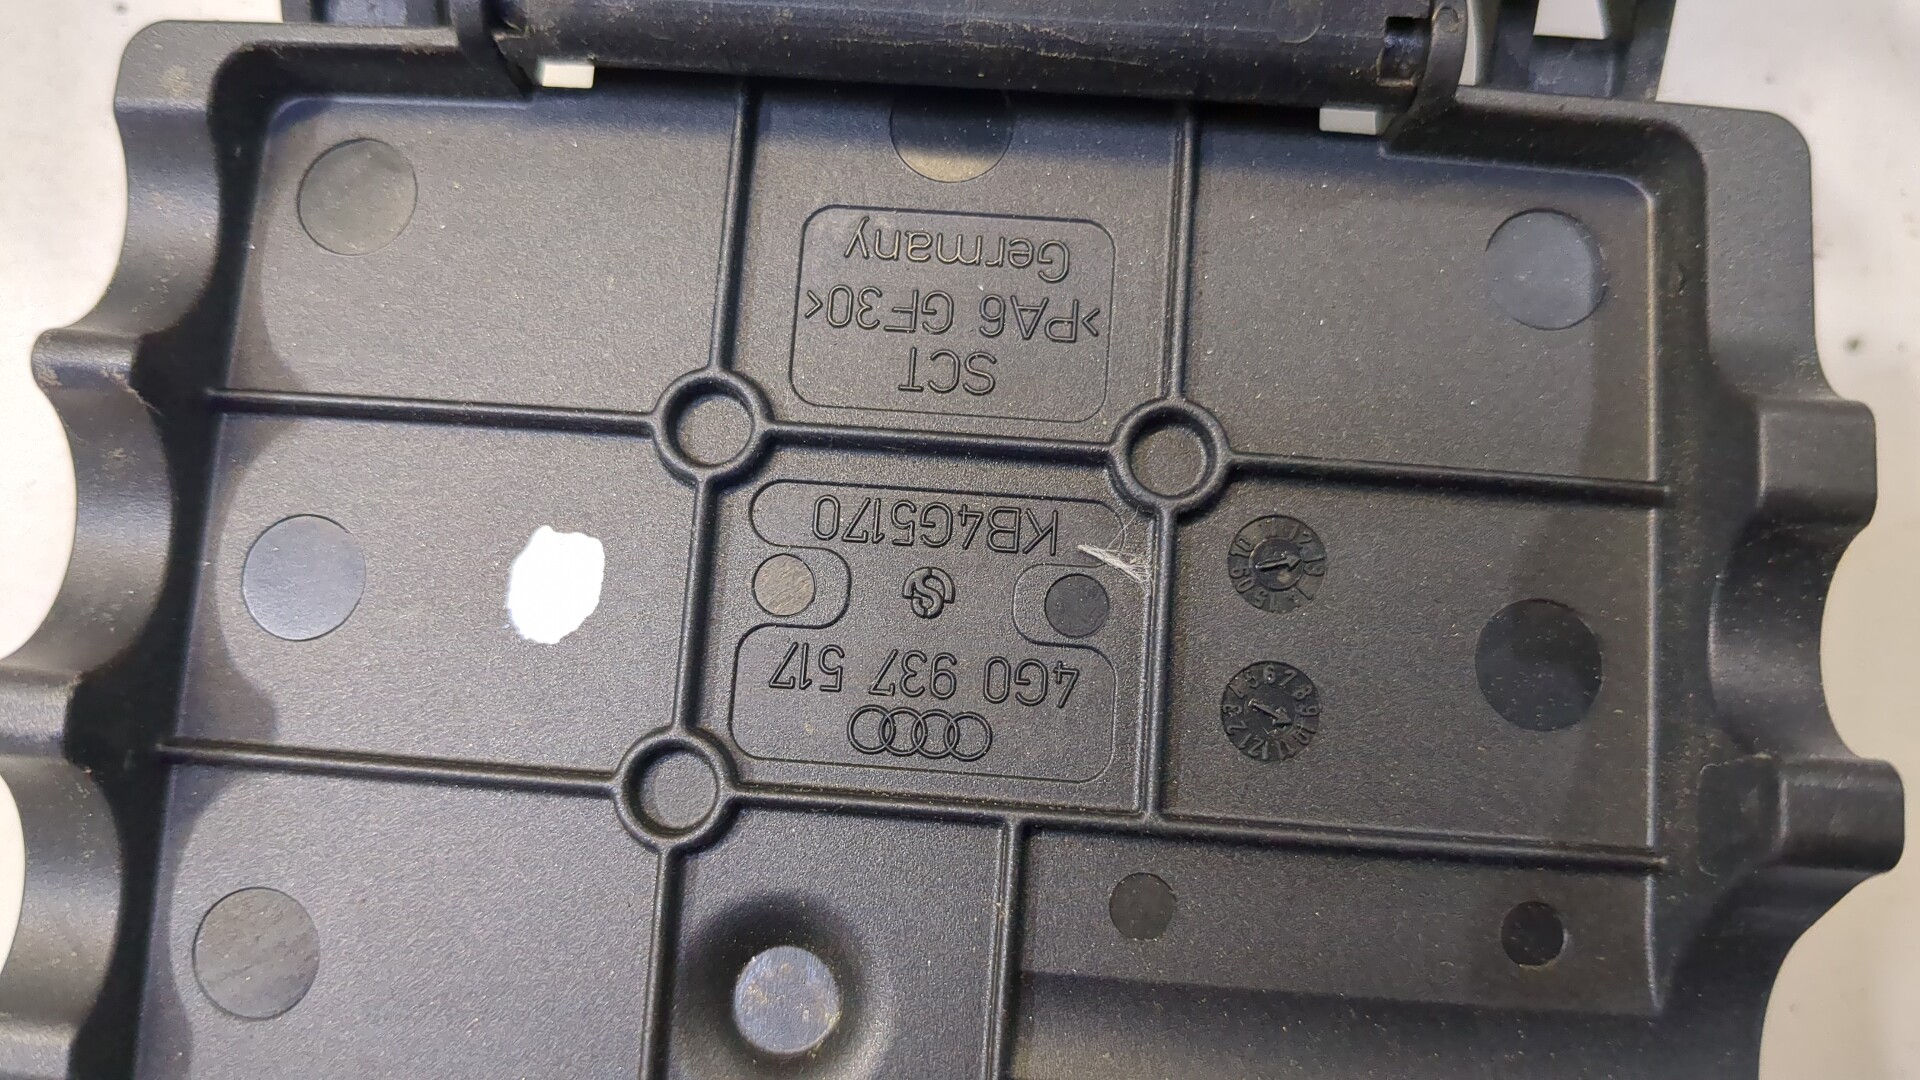 4G0 937 517
KB4G5170
SCT
>PA6 GF30<
Germany